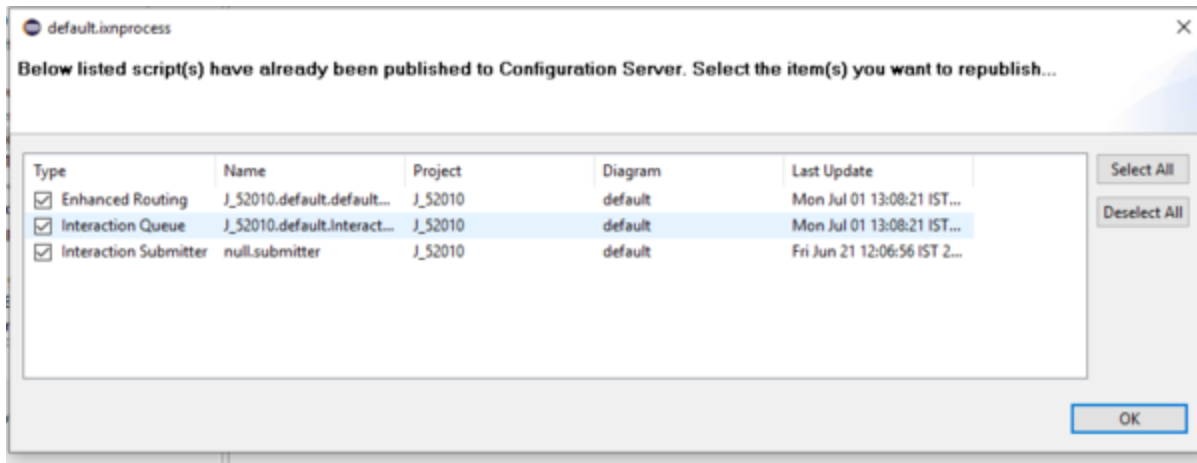 default.ixnprocess
Below listed script(s) have already been published to Configuration Server. Select the item(s) you want to republish...
Type Name Project Diagram Last Update
Enhanced Routing J_52010.default.default... J_52010 default Mon Jul 01 13:08:21 IST...
Interaction Queue J_52010.default.Interact... J_52010 default Mon Jul 01 13:08:21 IST...
Interaction Submitter null.submitter J_52010 default Fri Jun 21 12:06:56 IST 2...
Select All
Deselect All
OK